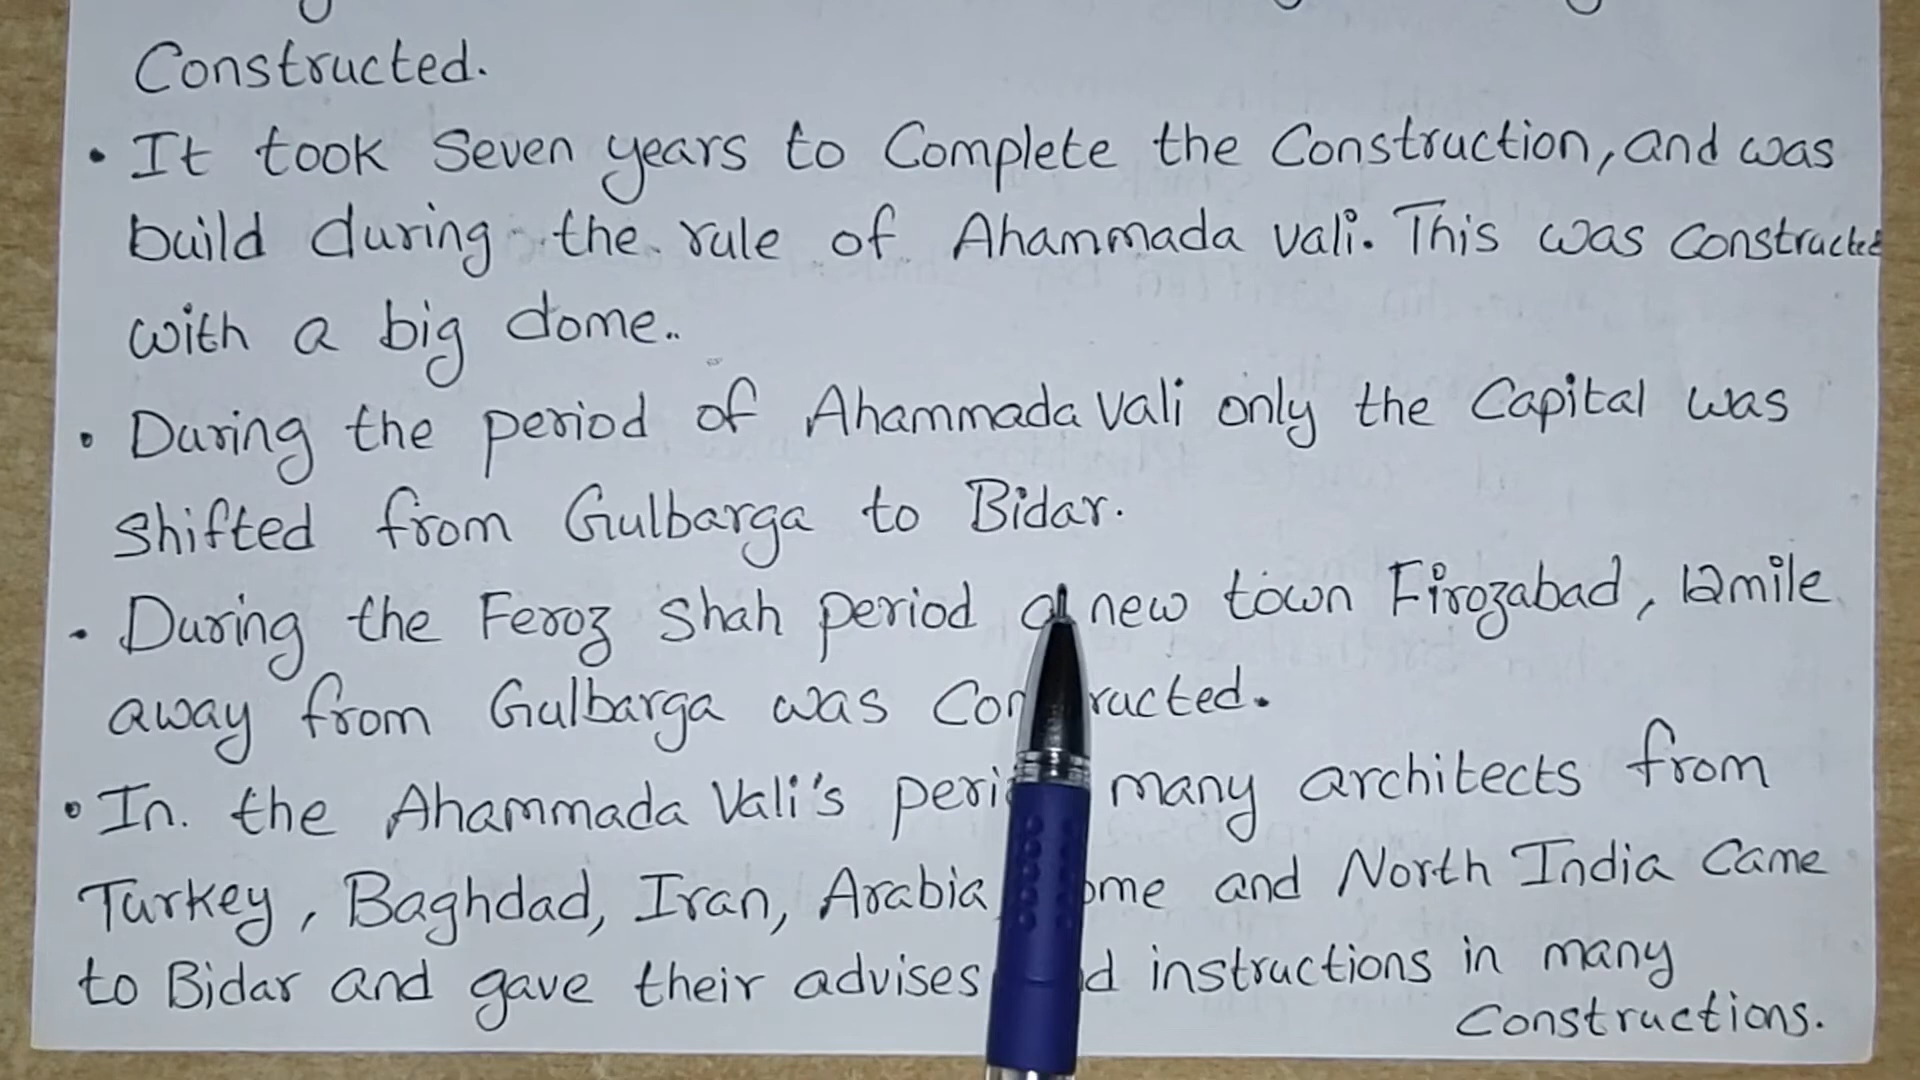 Constructed.
• It took Seven years to Complete the Construction, and was
build during the rule of Ahammada vali. This was constructed
with a big dome..
• During the period of Ahammada Vali only the Capital was
shifted from Gulbarga to Bidar.
• During the Feroz Shah period a new town Firozabad, 12mile
away from Gulbarga was Constructed.
• In. the Ahammada Vali's period many architects from
Turkey, Baghdad, Iran, Arabia, and North India Came
to Bidar and gave their advises and instructions in many
Constructions.